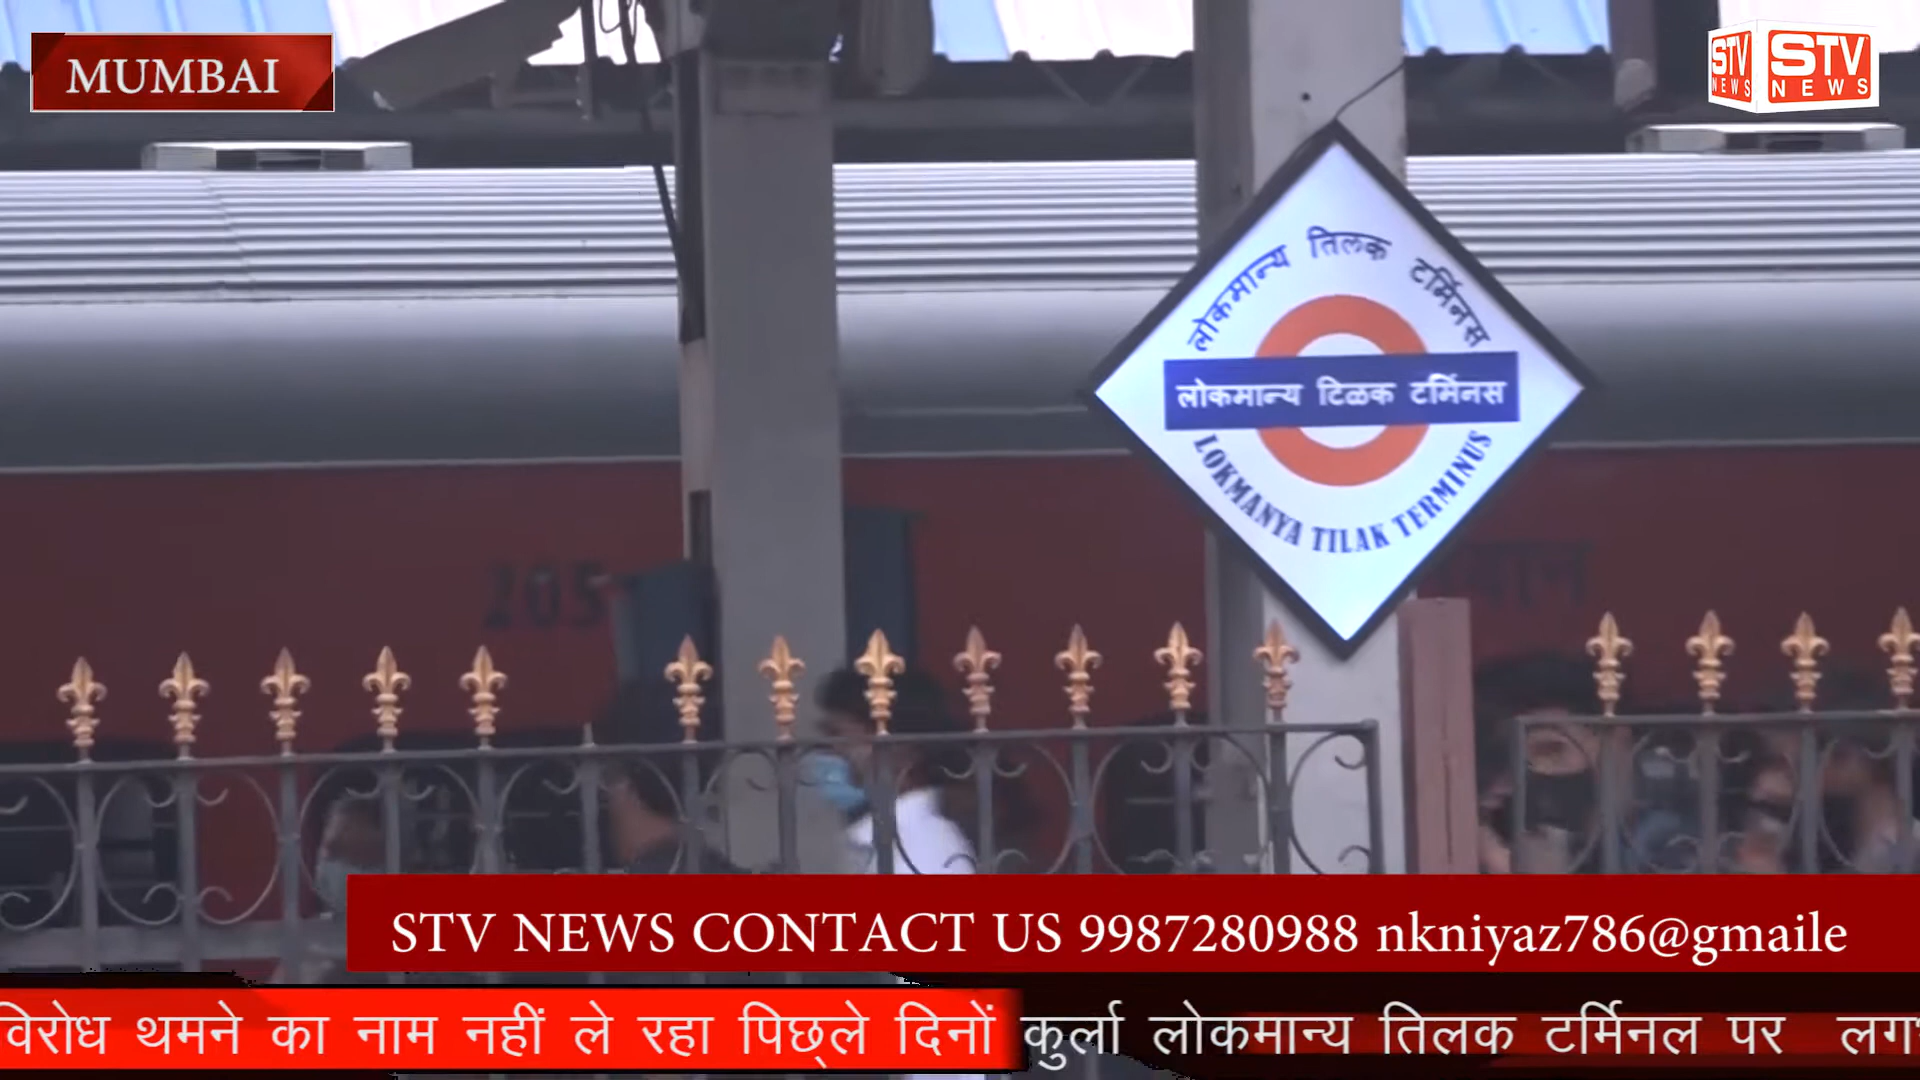 MUMBAI
STV NEWS
STV NEWS
लोकमान्य तिलक टर्मिनस
लोकमान्य टिळक टर्मिनस
LOKMANYA TILAK TERMINUS
205
STV NEWS CONTACT US 9987280988 nkniyaz786@gmaile
विरोध थमने का नाम नहीं ले रहा पिछ्ले दिनों कुर्ला लोकमान्य तिलक टर्मिनल पर